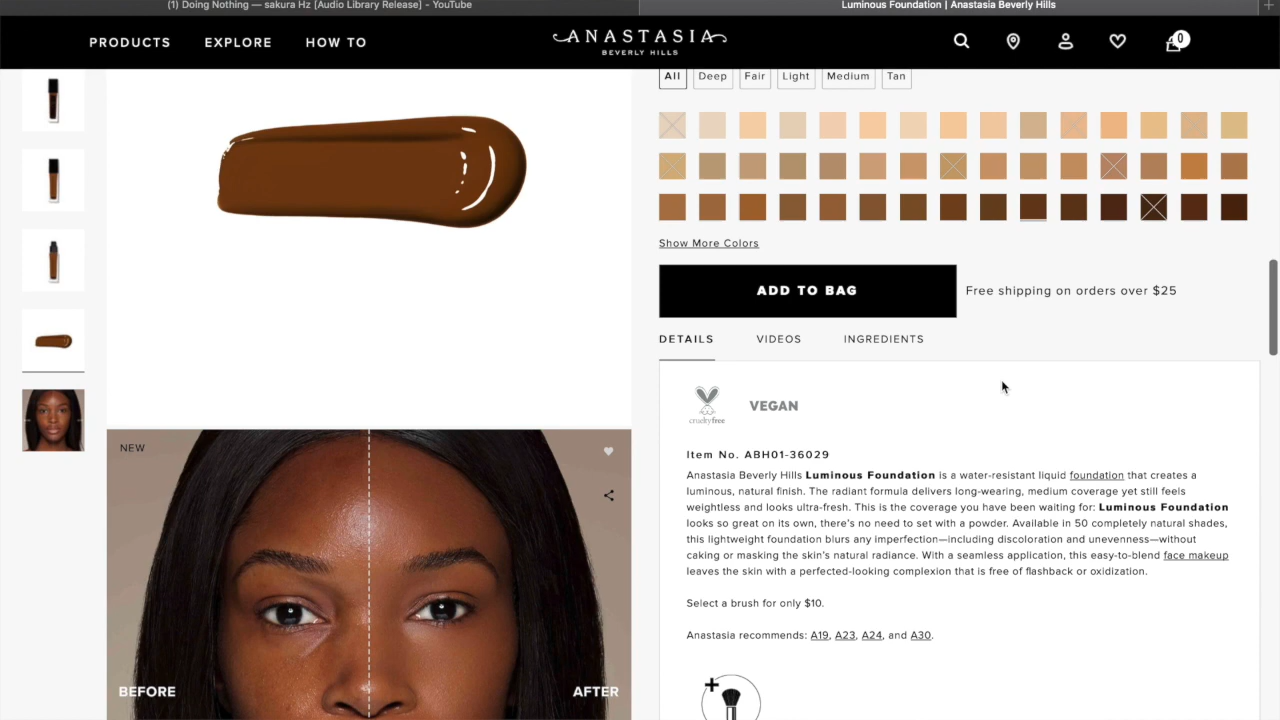 (1) Doing Nothing — sakura Hz [Audio Library Release] - YouTube
Luminous Foundation | Anastasia Beverly Hills
PRODUCTS EXPLORE HOW TO
ANASTASIA
BEVERLY HILLS
0
All Deep Fair Light Medium Tan
Show More Colors
ADD TO BAG
Free shipping on orders over $25
DETAILS VIDEOS INGREDIENTS
crueltyfree
VEGAN
Item No. ABH01-36029
Anastasia Beverly Hills Luminous Foundation is a water-resistant liquid foundation that creates a
luminous, natural finish. The radiant formula delivers long-wearing, medium coverage yet still feels
weightless and looks ultra-fresh. This is the coverage you have been waiting for: Luminous Foundation
looks so great on its own, there's no need to set with a powder. Available in 50 completely natural shades,
this lightweight foundation blurs any imperfection—including discoloration and unevenness—without
caking or masking the skin's natural radiance. With a seamless application, this easy-to-blend face makeup
leaves the skin with a perfected-looking complexion that is free of flashback or oxidization.
Select a brush for only $10.
Anastasia recommends: A19, A23, A24, and A30.
NEW
BEFORE
AFTER